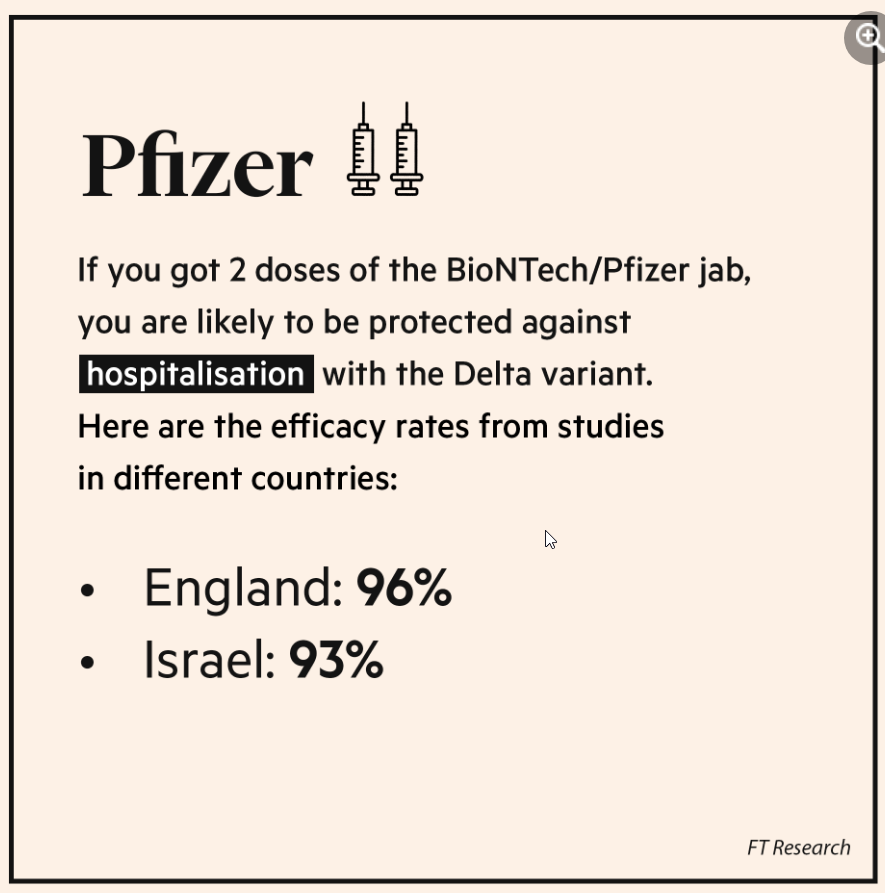 Pfizer
If you got 2 doses of the BioNTech/Pfizer jab,
you are likely to be protected against
hospitalisation with the Delta variant.
Here are the efficacy rates from studies
in different countries:
• England: 96%
• Israel: 93%
FT Research